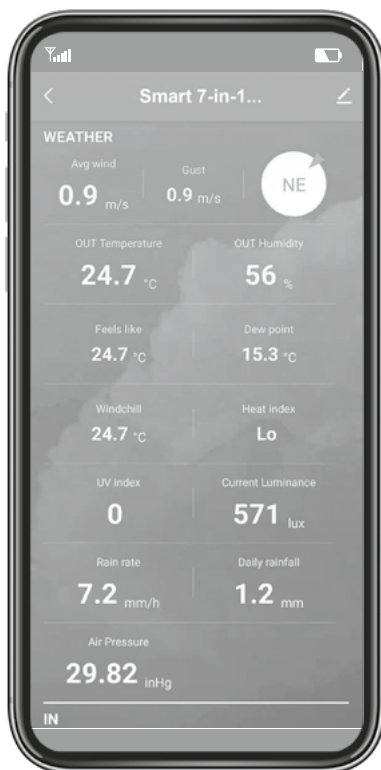 Smart 7-in-1...
WEATHER
Avg wind
0.9 m/s
Gust
0.9 m/s
NE
OUT Temperature
24.7 °C
OUT Humidity
56 %
Feels like
24.7 °C
Dew point
15.3 °C
Windchill
24.7 °C
Heat index
Lo
UV index
0
Current Luminance
571 lux
Rain rate
7.2 mm/h
Daily rainfall
1.2 mm
Air Pressure
29.82 inHg
IN